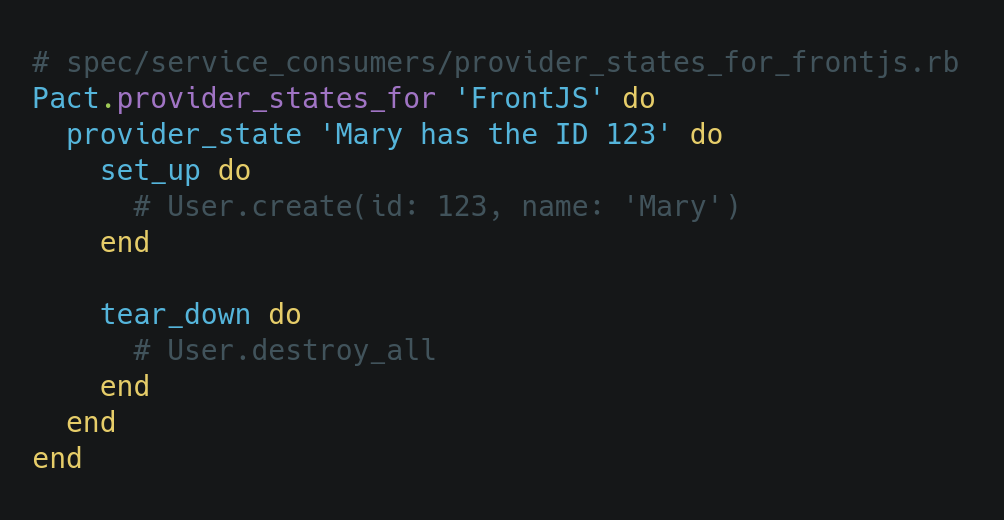 # spec/service_consumers/provider_states_for_frontjs.rb
Pact.provider_states_for 'FrontJS' do
  provider_state 'Mary has the ID 123' do
    set_up do
      # User.create(id: 123, name: 'Mary')
    end

    tear_down do
      # User.destroy_all
    end
  end
end